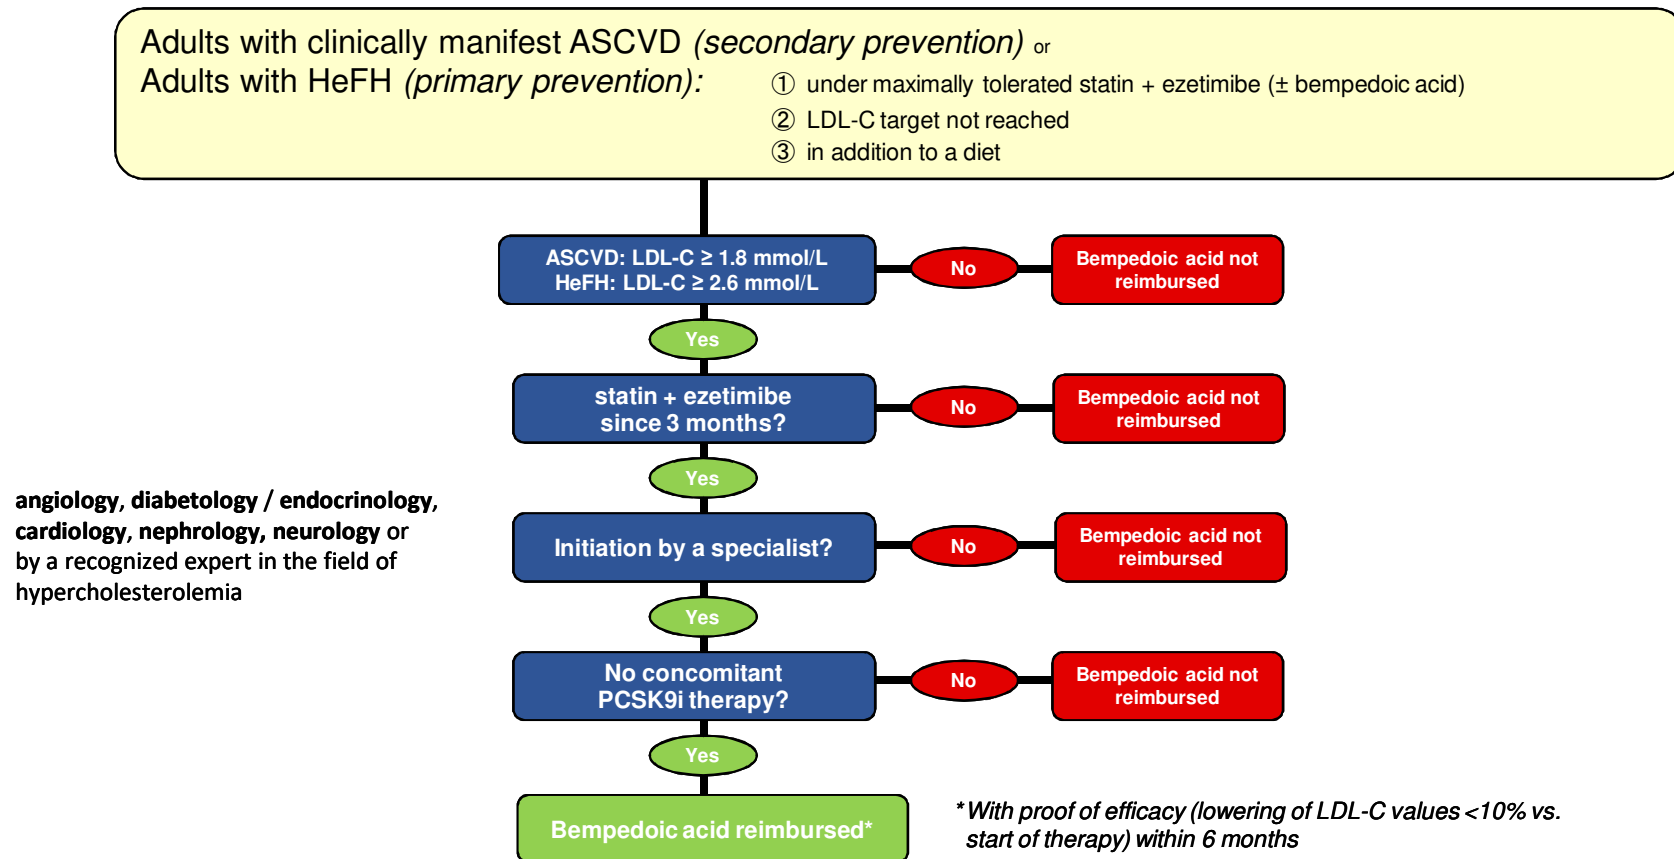 Adults with clinically manifest ASCVD (secondary prevention) or
Adults with HeFH (primary prevention):
① under maximally tolerated statin + ezetimibe (± bempedoic acid)
② LDL-C target not reached
③ in addition to a diet
ASCVD: LDL-C ≥ 1.8 mmol/L
HeFH: LDL-C ≥ 2.6 mmol/L
No
Bempedoic acid not
reimbursed
Yes
statin + ezetimibe
since 3 months?
No
Bempedoic acid not
reimbursed
Yes
angiology, diabetology / endocrinology,
cardiology, nephrology, neurology or
by a recognized expert in the field of
hypercholesterolemia
Initiation by a specialist?
No
Bempedoic acid not
reimbursed
Yes
No concomitant
PCSK9i therapy?
No
Bempedoic acid not
reimbursed
Yes
Bempedoic acid reimbursed*
* With proof of efficacy (lowering of LDL-C values <10% vs.
start of therapy) within 6 months